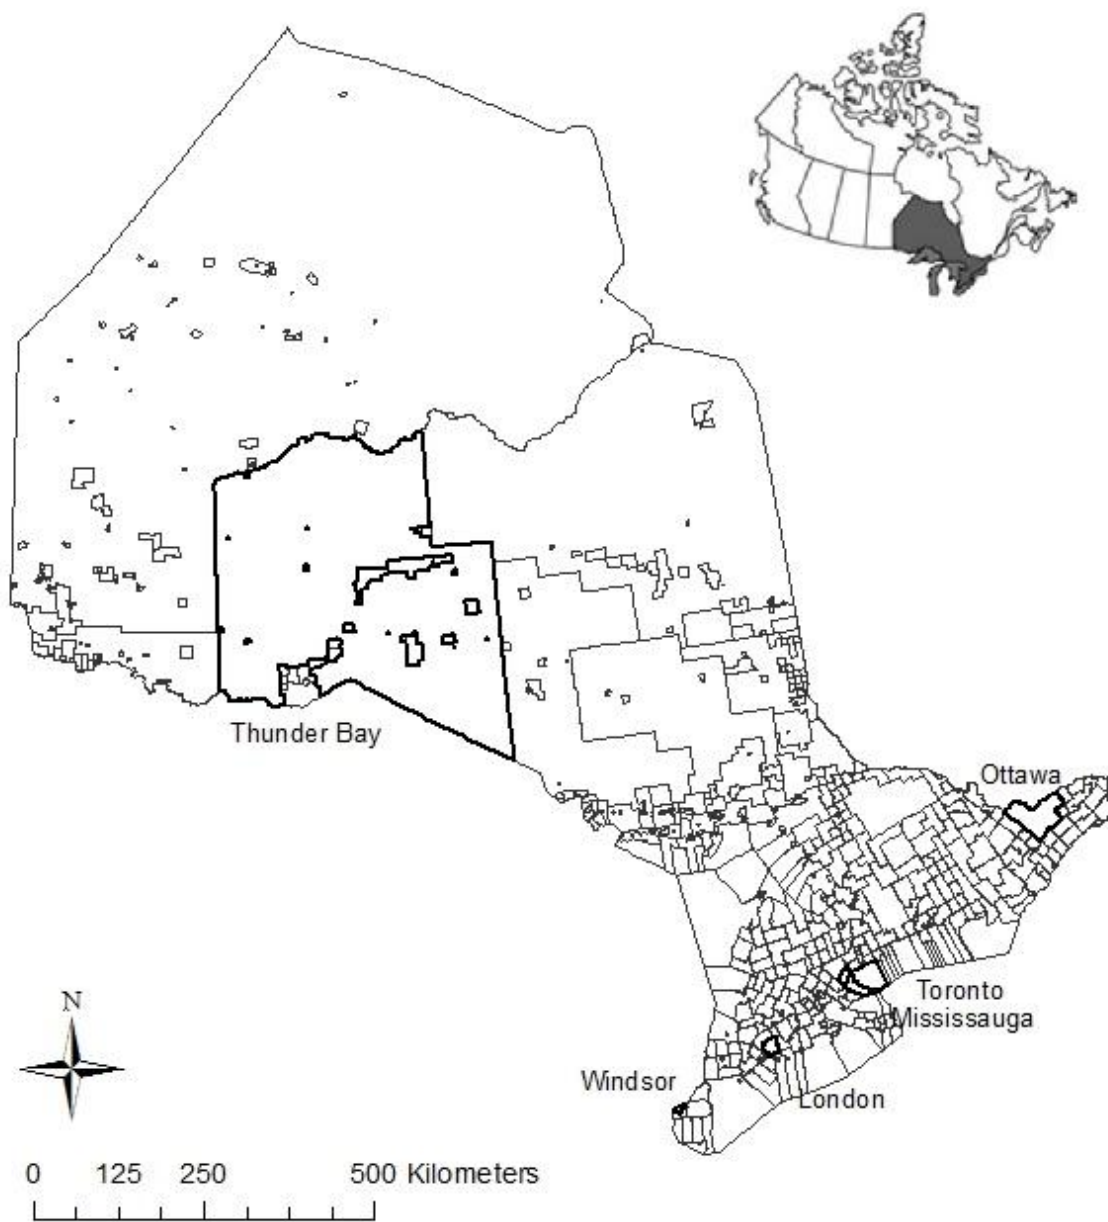 Thunder Bay
Ottawa
N
Toronto
Mississauga
Windsor
London
0 125 250 500 Kilometers